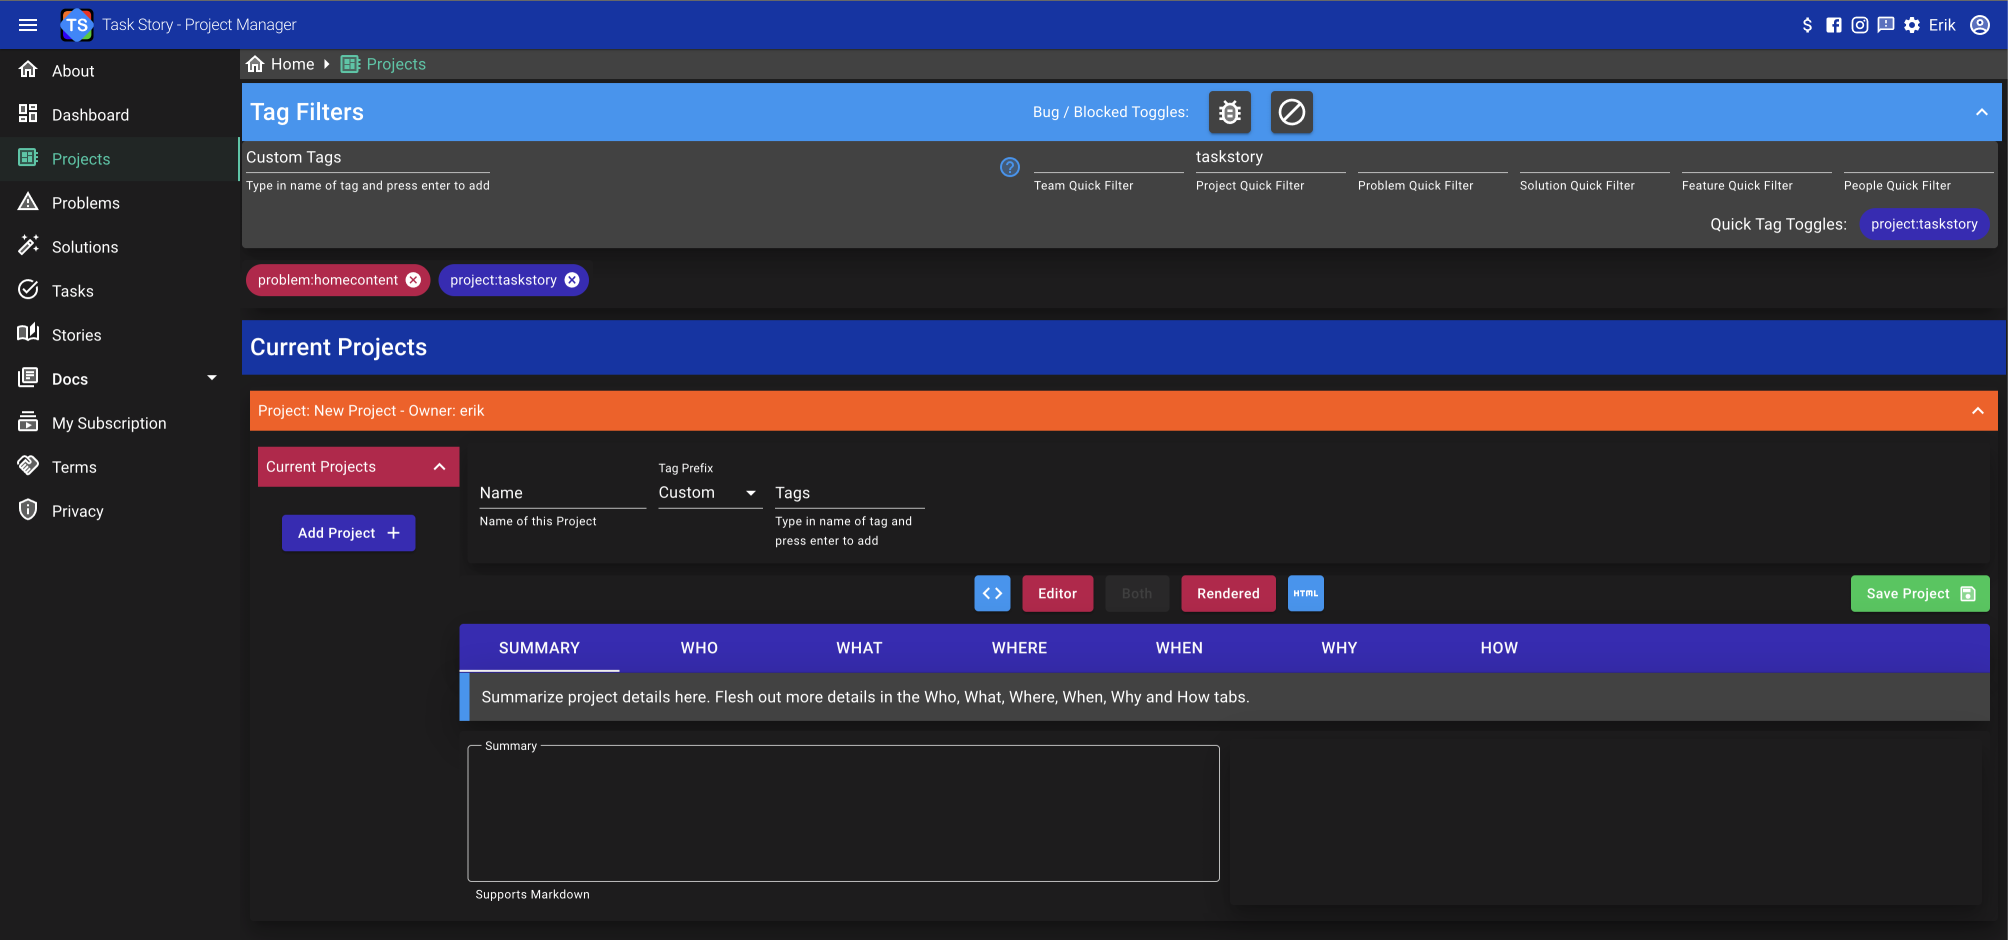 TS Task Story - Project Manager
$ Erik
About
Dashboard
Projects
Problems
Solutions
Tasks
Stories
Docs
My Subscription
Terms
Privacy
Home Projects
Tag Filters
Bug / Blocked Toggles:
Custom Tags
Type in name of tag and press enter to add
?
Team Quick Filter
taskstory
Project Quick Filter
Problem Quick Filter
Solution Quick Filter
Feature Quick Filter
People Quick Filter
Quick Tag Toggles: project:taskstory
problem:homecontent project:taskstory
Current Projects
Project: New Project - Owner: erik
Current Projects
Add Project +
Name
Name of this Project
Tag Prefix
Custom
Tags
Type in name of tag and
press enter to add
<> Editor Both Rendered HTML
Save Project
SUMMARY WHO WHAT WHERE WHEN WHY HOW
Summarize project details here. Flesh out more details in the Who, What, Where, When, Why and How tabs.
Summary
Supports Markdown